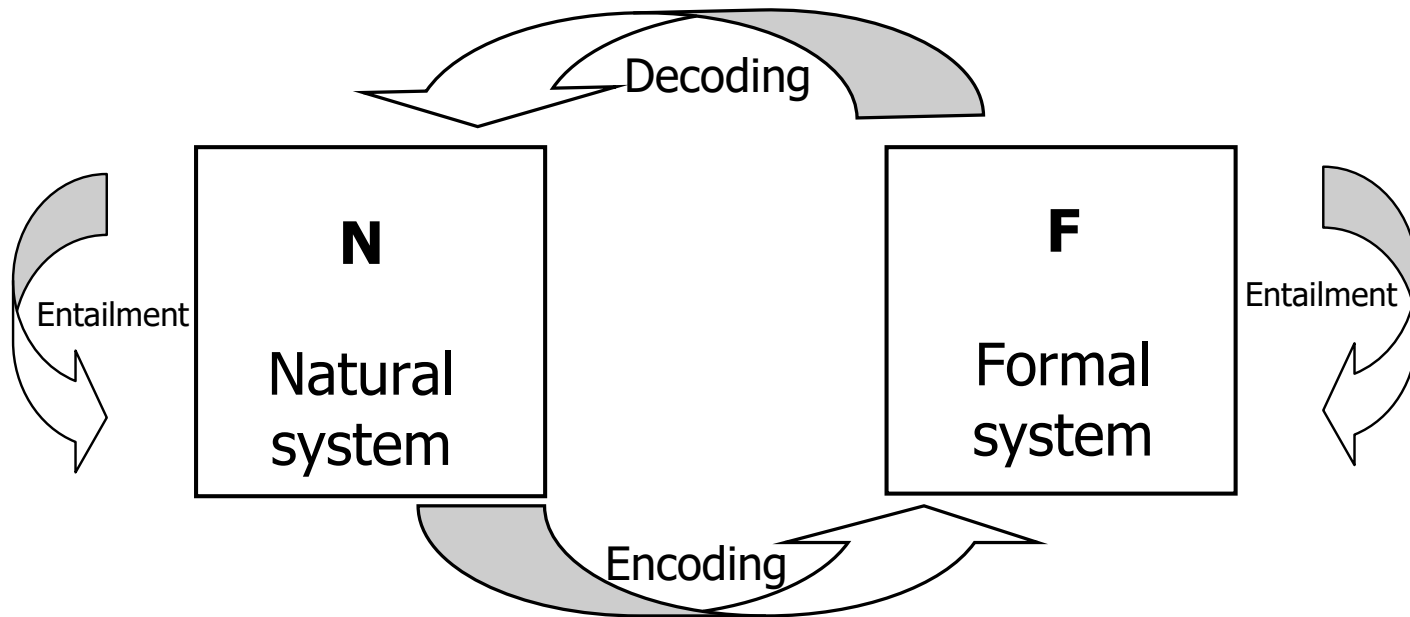 Decoding
N
F
Entailment
Entailment
Natural
system
Formal
system
Encoding